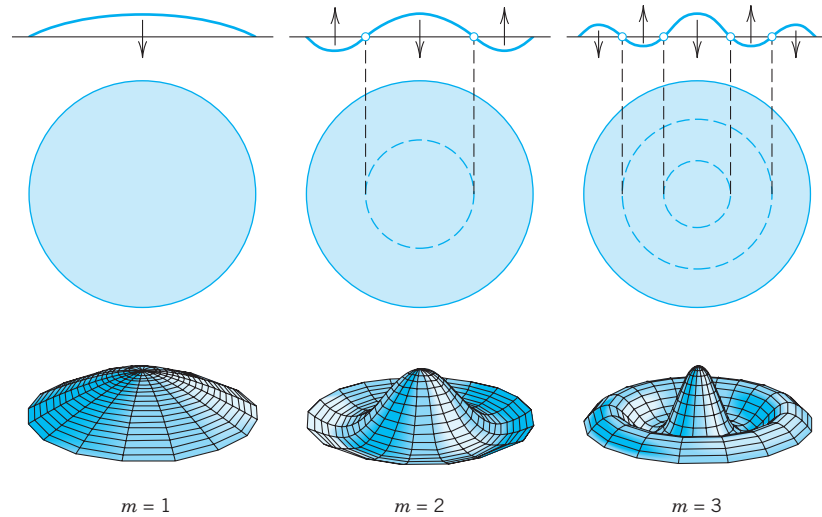 m = 1
m = 2
m = 3